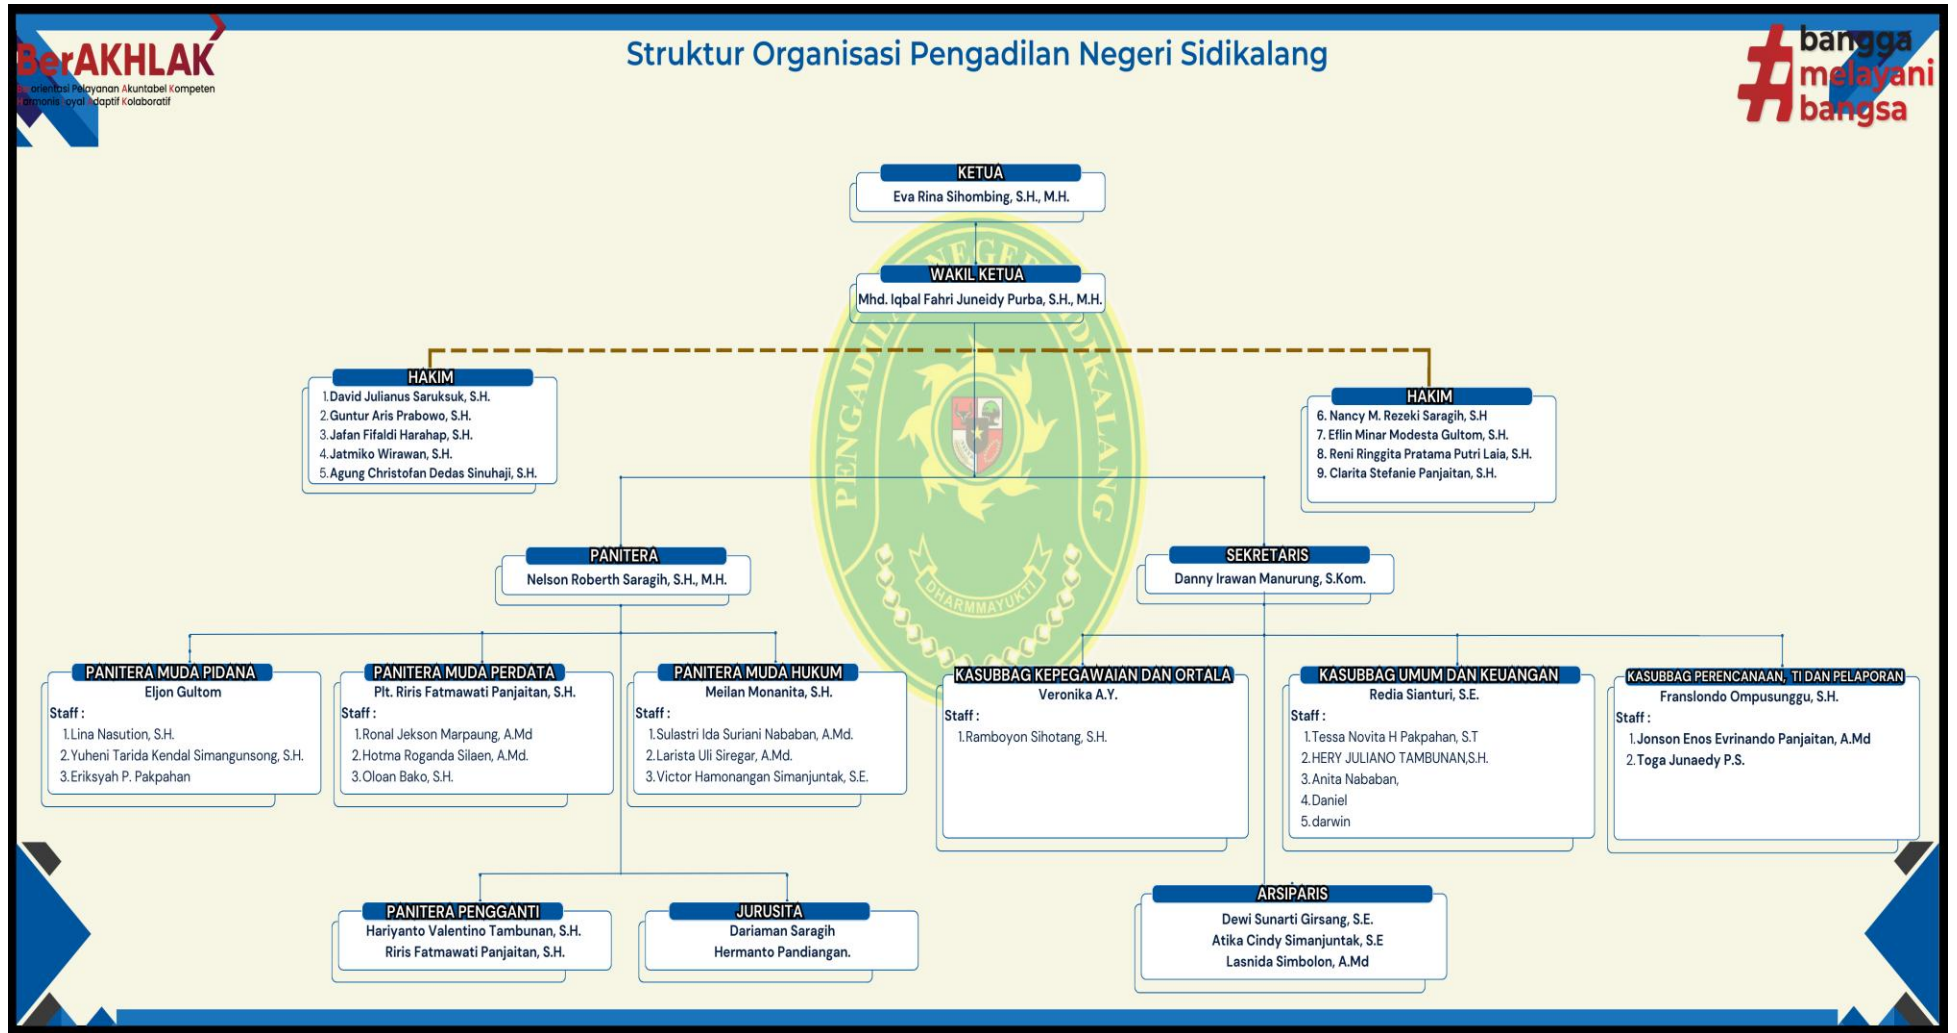 BerAKHLAK
Berorientasi Pelayanan Akuntabel Kompeten
Harmonis Loyal Adaptif Kolaboratif
Struktur Organisasi Pengadilan Negeri Sidikalang
#bangga
melayani
bangsa
KETUA
Eva Rina Sihombing, S.H., M.H.
WAKIL KETUA
Mhd. Iqbal Fahri Juneidy Purba, S.H., M.H.
HAKIM
1.David Julianus Saruksuk, S.H.
2.Guntur Aris Prabowo, S.H.
3.Jafan Fifaldi Harahap, S.H.
4.Jatmiko Wirawan, S.H.
5.Agung Christofan Dedas Sinuhaji, S.H.
HAKIM
6. Nancy M. Rezeki Saragih, S.H
7. Eflin Minar Modesta Gultom, S.H.
8. Reni Ringgita Pratama Putri Laia, S.H.
9. Clarita Stefanie Panjaitan, S.H.
PENGADILAN NEGERI SIDIKALANG
DHARMMAYUKTI
PANITERA
Nelson Roberth Saragih, S.H., M.H.
SEKRETARIS
Danny Irawan Manurung, S.Kom.
PANITERA MUDA PIDANA
Eljon Gultom
Staff :
1.Lina Nasution, S.H.
2.Yuheni Tarida Kendal Simangunsong, S.H.
3.Eriksyah P. Pakpahan
PANITERA MUDA PERDATA
Plt. Riris Fatmawati Panjaitan, S.H.
Staff :
1.Ronal Jekson Marpaung, A.Md
2.Hotma Roganda Silaen, A.Md.
3.Oloan Bako, S.H.
PANITERA MUDA HUKUM
Meilan Monanita, S.H.
Staff :
1.Sulastri Ida Suriani Nababan, A.Md.
2.Larista Uli Siregar, A.Md.
3.Victor Hamonangan Simanjuntak, S.E.
KASUBBAG KEPEGAWAIAN DAN ORTALA
Veronika A.Y.
Staff :
1.Ramboyon Sihotang, S.H.
KASUBBAG UMUM DAN KEUANGAN
Redia Sianturi, S.E.
Staff :
1.Tessa Novita H Pakpahan, S.T
2.HERY JULIANO TAMBUNAN,S.H.
3.Anita Nababan,
4.Daniel
5.darwin
KASUBBAG PERENCANAAN, TI DAN PELAPORAN
Franslondo Ompusunggu, S.H.
Staff :
1.Jonson Enos Evrinando Panjaitan, A.Md
2.Toga Junaedy P.S.
PANITERA PENGGANTI
Hariyanto Valentino Tambunan, S.H.
Riris Fatmawati Panjaitan, S.H.
JURUSITA
Dariaman Saragih
Hermanto Pandiangan.
ARSIPARIS
Dewi Sunarti Girsang, S.E.
Atika Cindy Simanjuntak, S.E
Lasnida Simbolon, A.Md